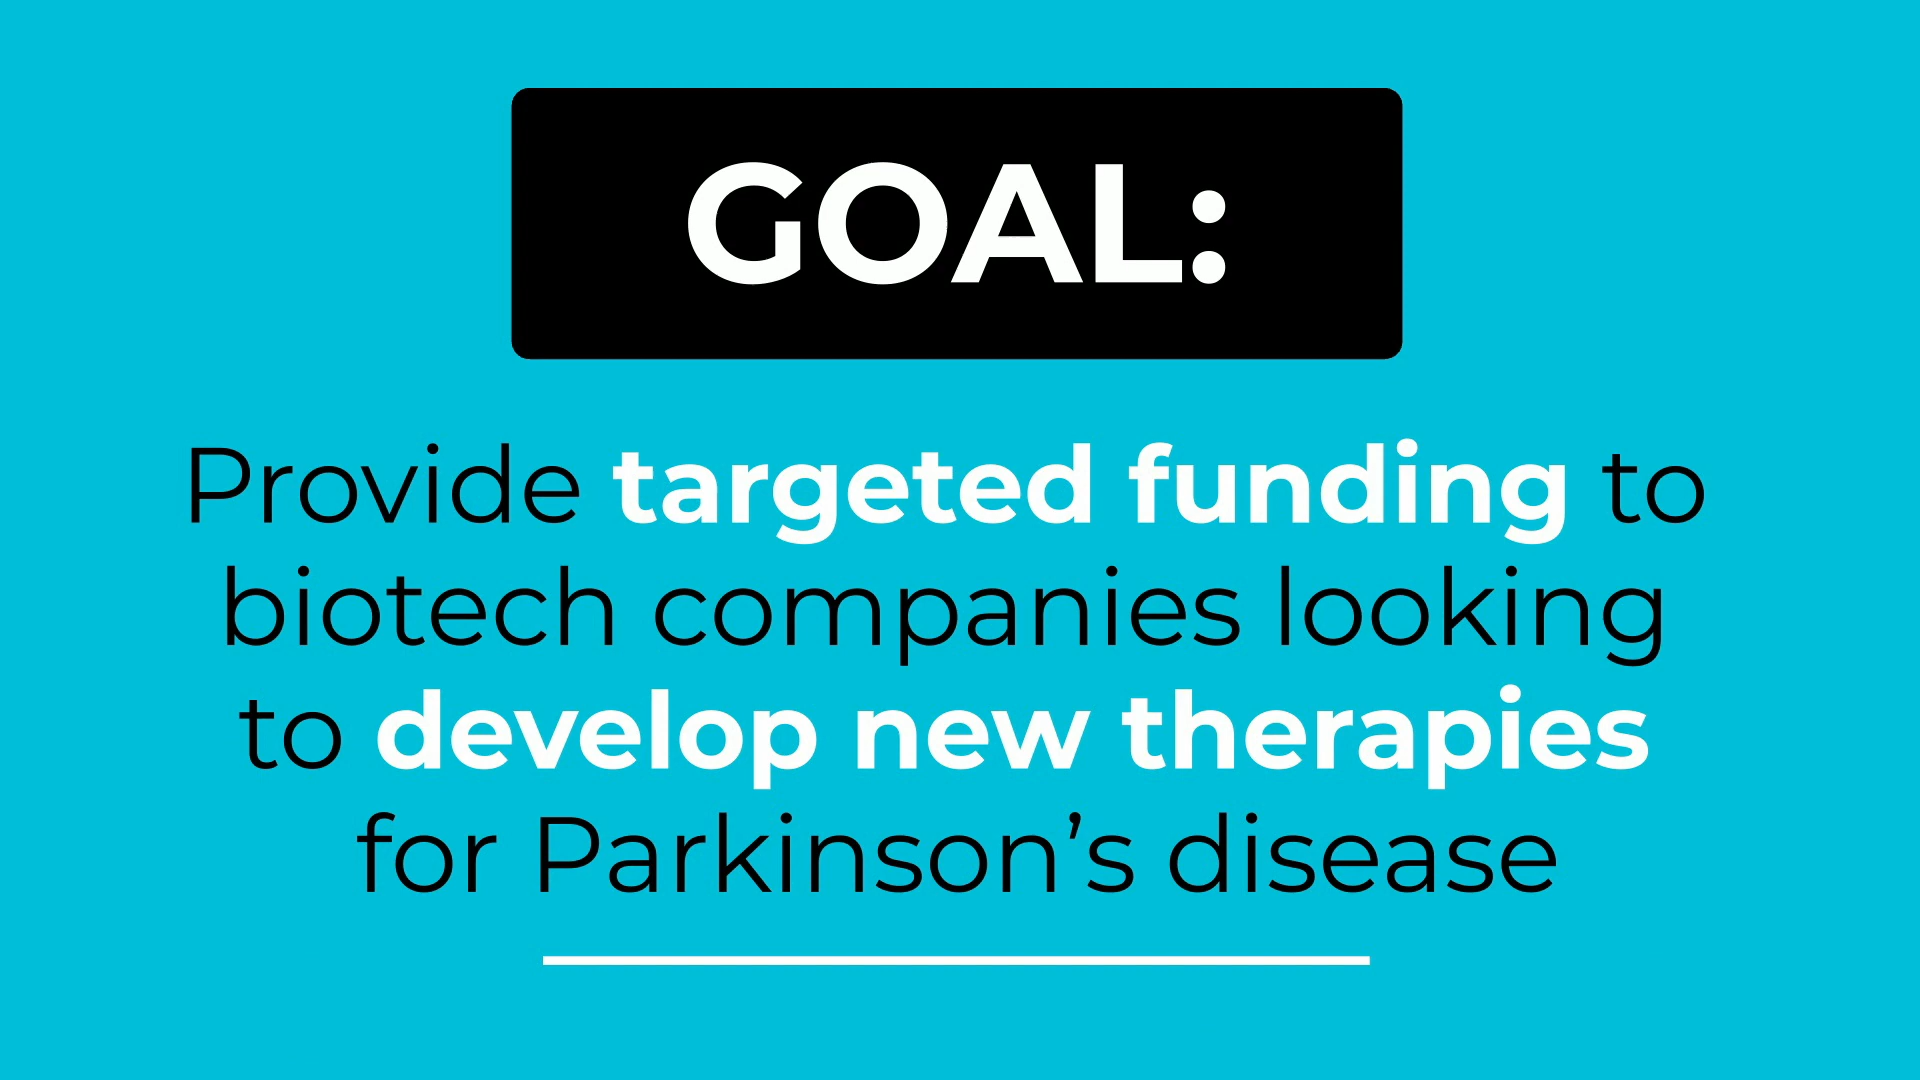 GOAL:
Provide targeted funding to
biotech companies looking
to develop new therapies
for Parkinson’s disease